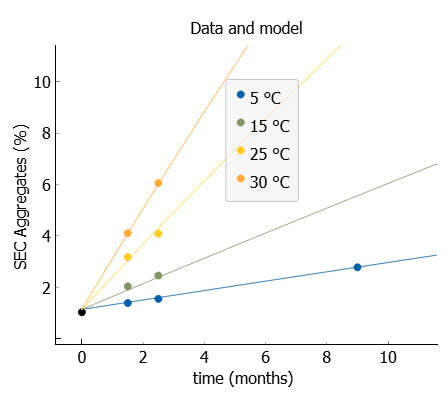 Data and model
SEC Aggregates (%)
10
8
6
4
2
5 °C
15 °C
25 °C
30 °C
0 2 4 6 8 10
time (months)